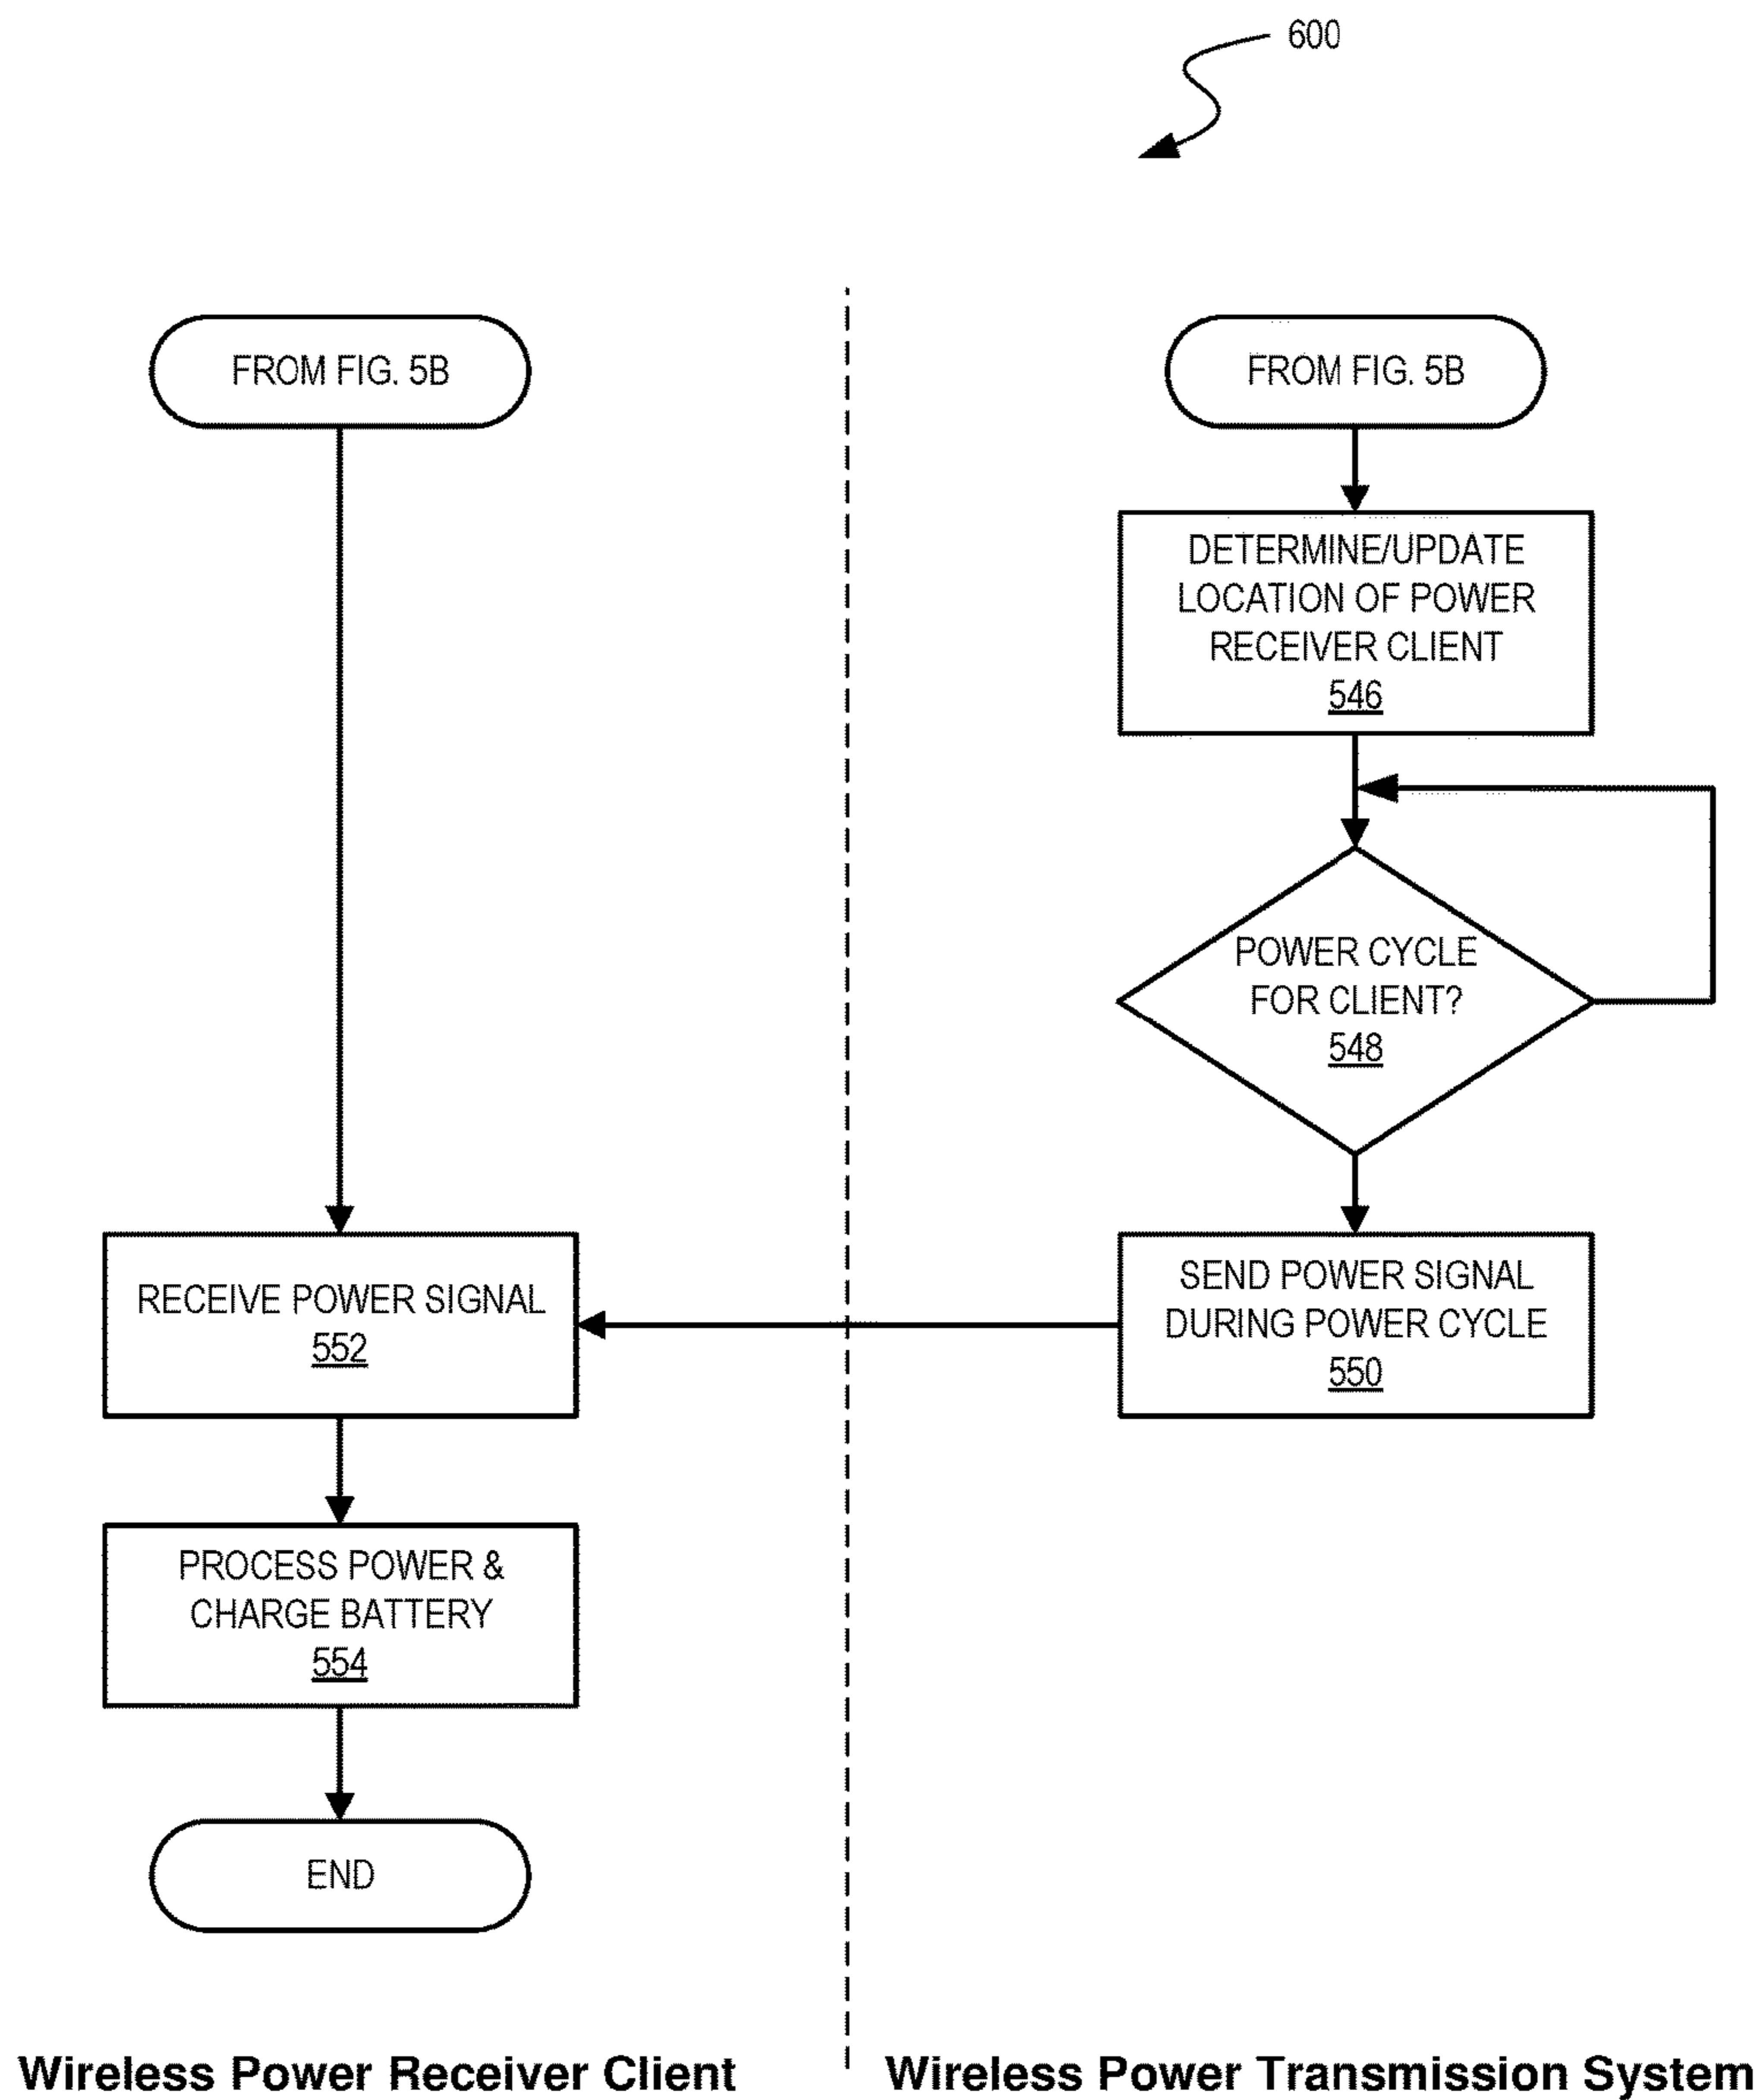 600
FROM FIG. 5B
FROM FIG. 5B
DETERMINE/UPDATE
LOCATION OF POWER
RECEIVER CLIENT
546
POWER CYCLE
FOR CLIENT?
548
RECEIVE POWER SIGNAL
552
SEND POWER SIGNAL
DURING POWER CYCLE
550
PROCESS POWER &
CHARGE BATTERY
554
END
Wireless Power Receiver Client
Wireless Power Transmission System